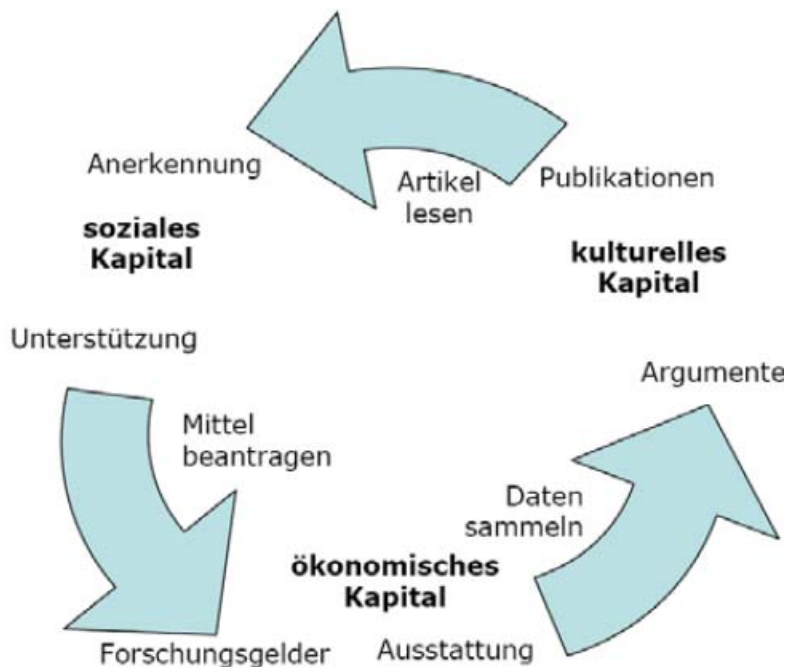 Anerkennung
soziales
Kapital
Artikel
lesen
Publikationen
kulturelles
Kapital
Unterstützung
Mittel
beantragen
Argumente
Daten
sammeln
ökonomisches
Kapital
Forschungsgelder
Ausstattung